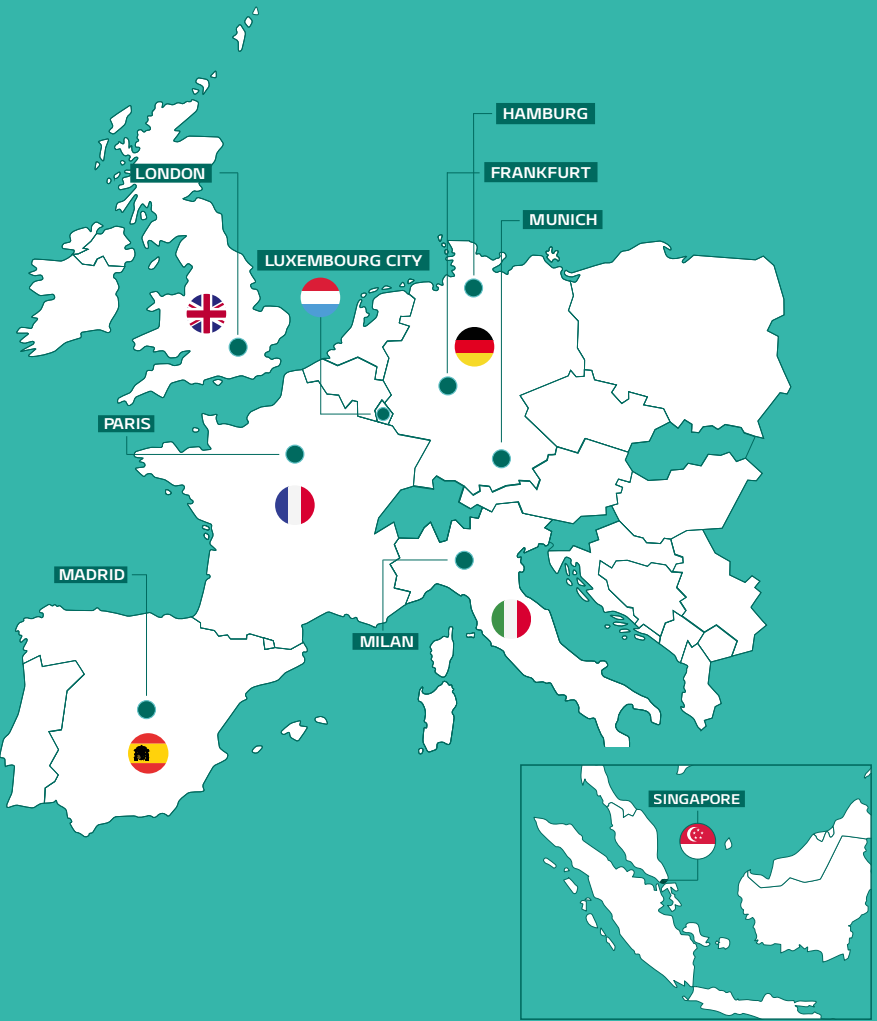 HAMBURG
LONDON
FRANKFURT
MUNICH
LUXEMBOURG CITY
PARIS
MADRID
MILAN
SINGAPORE